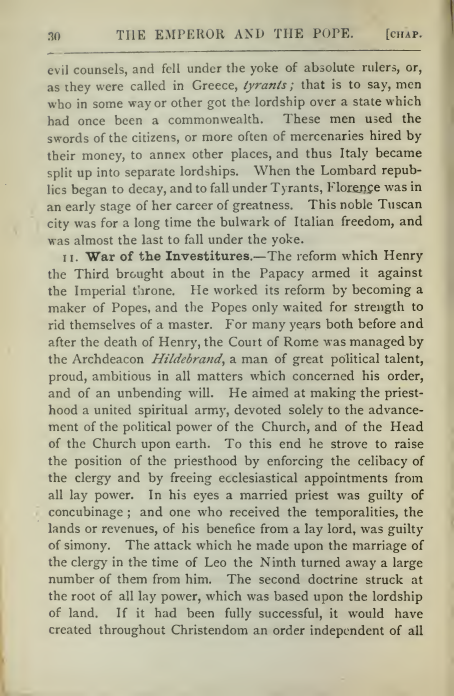 30 THE EMPEROR AND THE POPE. [CHAP.
evil counsels, and fell under the yoke of absolute rulers, or,
as they were called in Greece, tyrants; that is to say, men
who in some way or other got the lordship over a state which
had once been a commonwealth. These men used the
swords of the citizens, or more often of mercenaries hired by
their money, to annex other places, and thus Italy became
split up into separate lordships. When the Lombard repub-
lics began to decay, and to fall under Tyrants, Florence was in
an early stage of her career of greatness. This noble Tuscan
city was for a long time the bulwark of Italian freedom, and
was almost the last to fall under the yoke.
11. War of the Investitures.—The reform which Henry
the Third brought about in the Papacy armed it against
the Imperial throne. He worked its reform by becoming a
maker of Popes, and the Popes only waited for strength to
rid themselves of a master. For many years both before and
after the death of Henry, the Court of Rome was managed by
the Archdeacon Hildebrand, a man of great political talent,
proud, ambitious in all matters which concerned his order,
and of an unbending will. He aimed at making the priest-
hood a united spiritual army, devoted solely to the advance-
ment of the political power of the Church, and of the Head
of the Church upon earth. To this end he strove to raise
the position of the priesthood by enforcing the celibacy of
the clergy and by freeing ecclesiastical appointments from
all lay power. In his eyes a married priest was guilty of
concubinage; and one who received the temporalities, the
lands or revenues, of his benefice from a lay lord, was guilty
of simony. The attack which he made upon the marriage of
the clergy in the time of Leo the Ninth turned away a large
number of them from him. The second doctrine struck at
the root of all lay power, which was based upon the lordship
of land. If it had been fully successful, it would have
created throughout Christendom an order independent of all